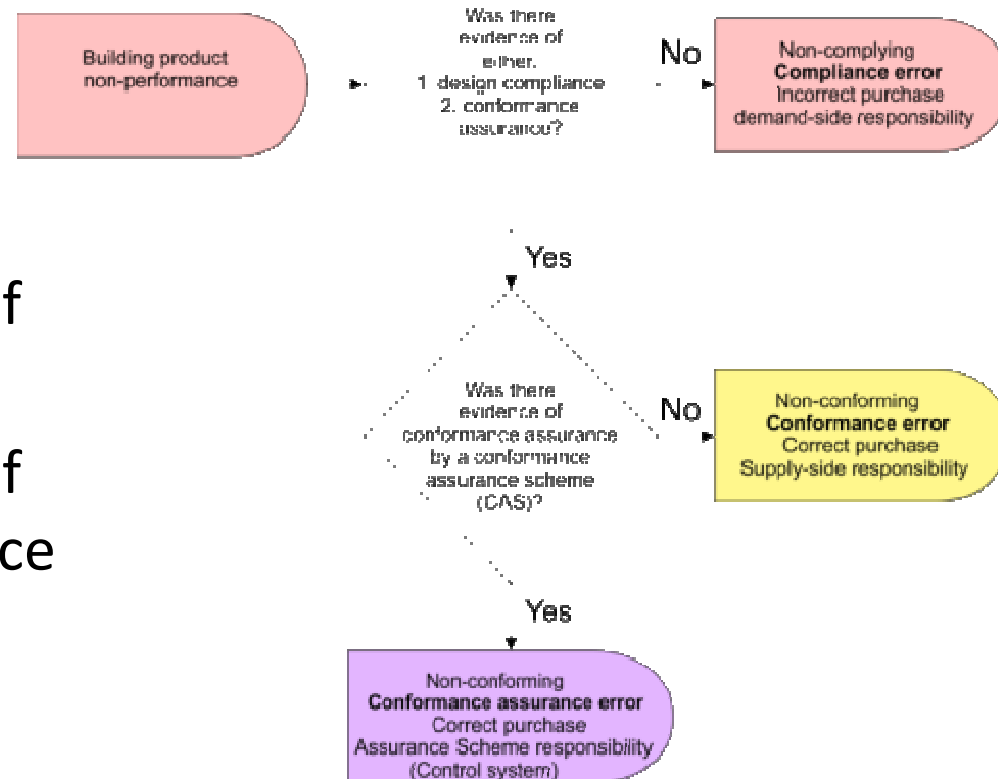 Building product
non-performance
Was there
evidence of
either.
1 design compliance
2. conformance
assurance?
No
Non-complying
Compliance error
Incorrect purchase
demand-side responsibility
Yes
f
f
ce
Was there
evidence of
conformance assurance
by a conformance
assurance scheme
(CAS)?
No
Non-conforming
Conformance error
Correct purchase
Supply-side responsibility
Yes
Non-conforming
Conformance assurance error
Correct purchase
Assurance Scheme responsibility
(Control system)